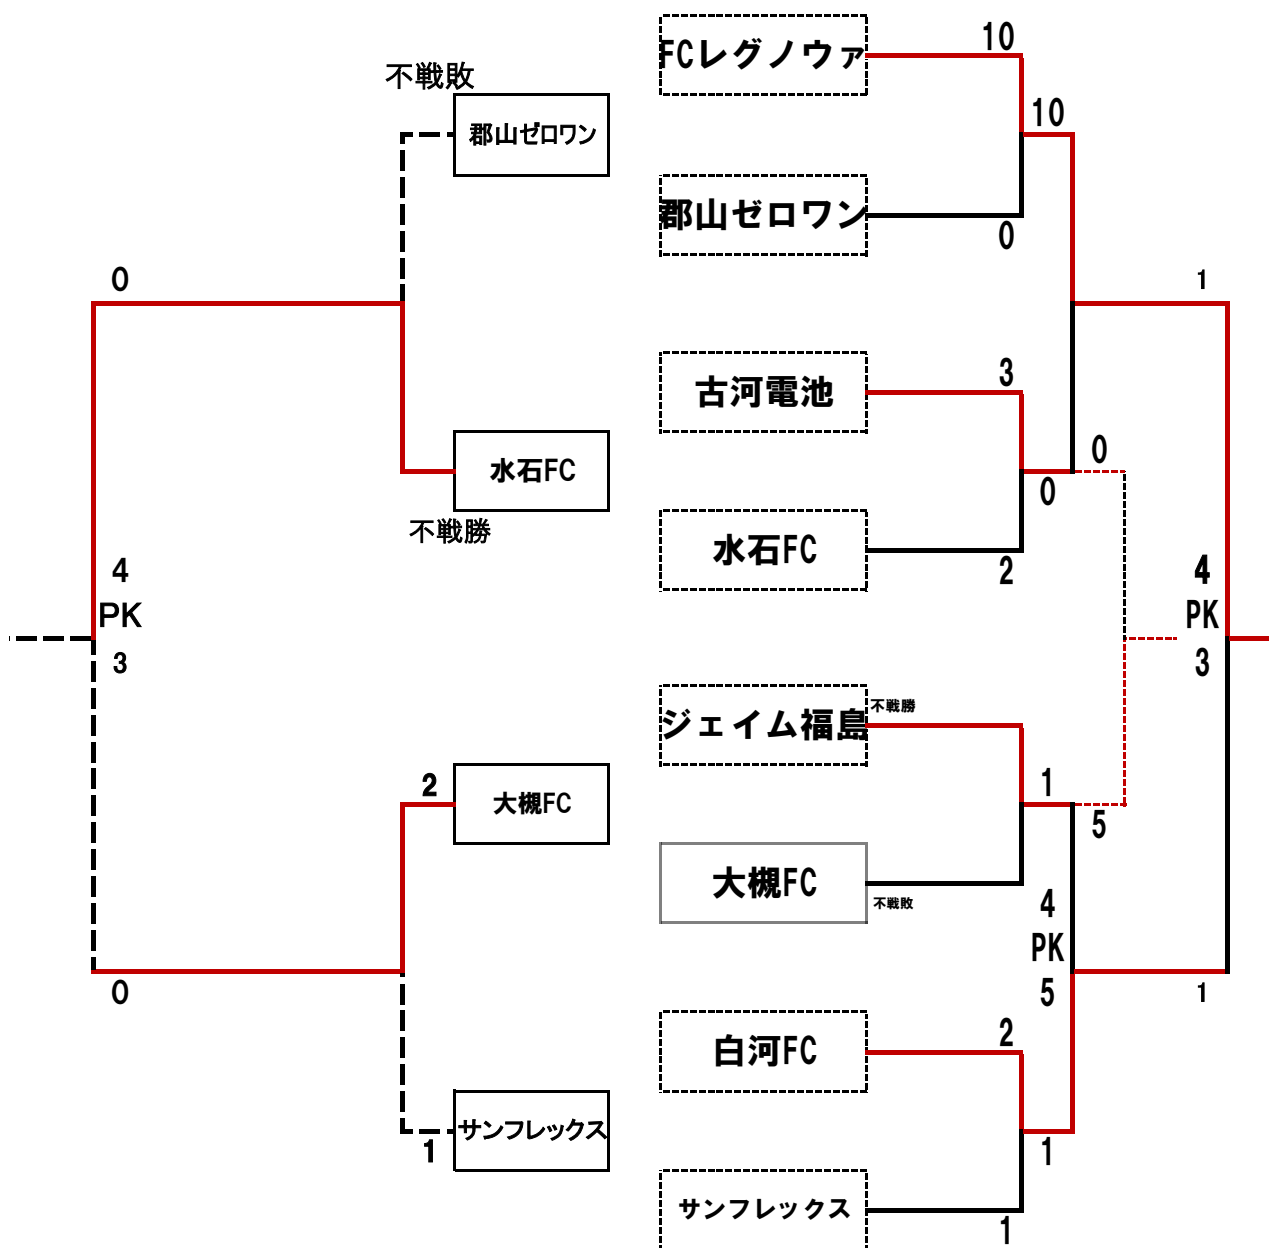 不戦敗
郡山ゼロワン
0
水石FC
不戦勝
4
PK
3
2
大槻FC
0
サンフレックス
1
FCレグノウァ
10
10
郡山ゼロワン
0
1
古河電池
3
0
0
水石FC
2
4
PK
3
ジェイム福島
不戦勝
1
5
大槻FC
不戦敗
4
PK
5
1
白河FC
2
1
サンフレックス
1